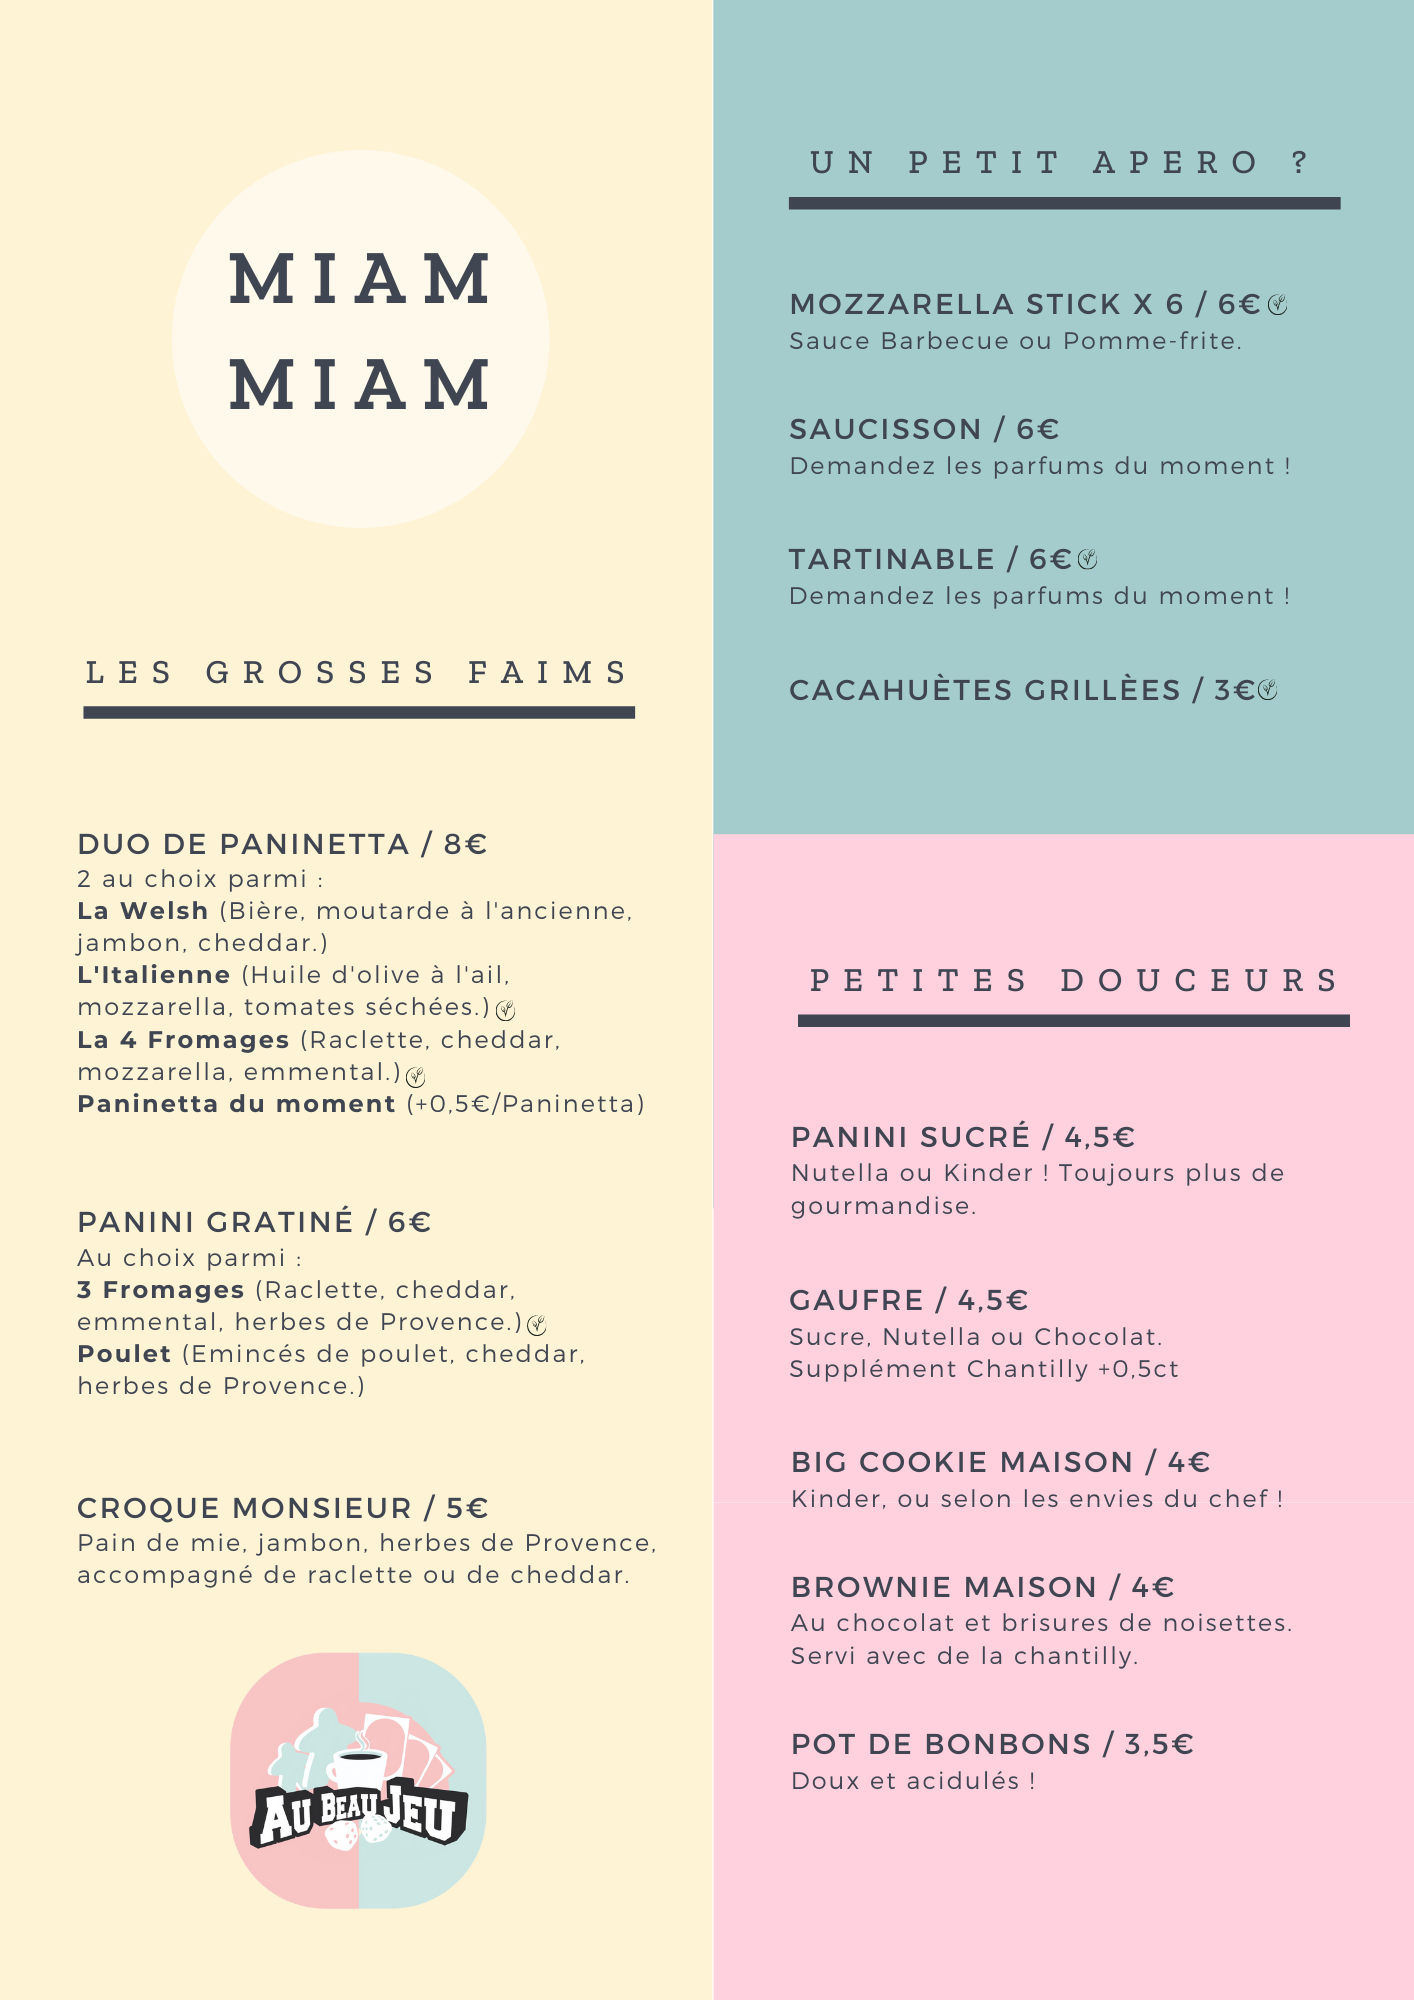 MIAM
MIAM
LES GROSSES FAIMS
DUO DE PANINETTA / 8€
2 au choix parmi :
La Welsh (Bière, moutarde à l'ancienne,
jambon, cheddar.)
L'Italienne (Huile d'olive à l'ail,
mozzarella, tomates séchées.)
La 4 Fromages (Raclette, cheddar,
mozzarella, emmental.)
Paninetta du moment (+0,5€/Paninetta)
PANINI GRATINÉ / 6€
Au choix parmi :
3 Fromages (Raclette, cheddar,
emmental, herbes de Provence.)
Poulet (Emincés de poulet, cheddar,
herbes de Provence.)
CROQUE MONSIEUR / 5€
Pain de mie, jambon, herbes de Provence,
accompagné de raclette ou de cheddar.
AU BEAU JEU
UN PETIT APERO ?
MOZZARELLA STICK X 6 / 6€
Sauce Barbecue ou Pomme-frite.
SAUCISSON / 6€
Demandez les parfums du moment !
TARTINABLE / 6€
Demandez les parfums du moment !
CACAHUÈTES GRILLÈES / 3€
PETITES DOUCEURS
PANINI SUCRÉ / 4,5€
Nutella ou Kinder ! Toujours plus de
gourmandise.
GAUFRE / 4,5€
Sucre, Nutella ou Chocolat.
Supplément Chantilly +0,5ct
BIG COOKIE MAISON / 4€
Kinder, ou selon les envies du chef !
BROWNIE MAISON / 4€
Au chocolat et brisures de noisettes.
Servi avec de la chantilly.
POT DE BONBONS / 3,5€
Doux et acidulés !